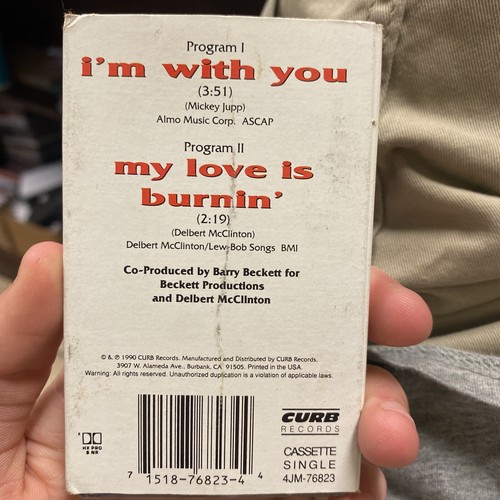 Program I
i'm with you
(3:51)
(Mickey Jupp)
Almo Music Corp. ASCAP
Program II
my love is
burnin'
(2:19)
(Delbert McClinton)
Delbert McClinton/Lew-Bob Songs BMI
Co-Produced by Barry Beckett for
Beckett Productions
and Delbert McClinton
© & ℗ 1990 CURB Records. Manufactured and Distributed by CURB Records.
3907 W. Alameda Ave., Burbank, CA 91505. Printed in the USA.
Warning: All rights reserved. Unauthorized duplication is a violation of applicable laws.
HX PRO
B NR
7 1518-76823-4 4
CURB
RECORDS
CASSETTE
SINGLE
4JM-76823